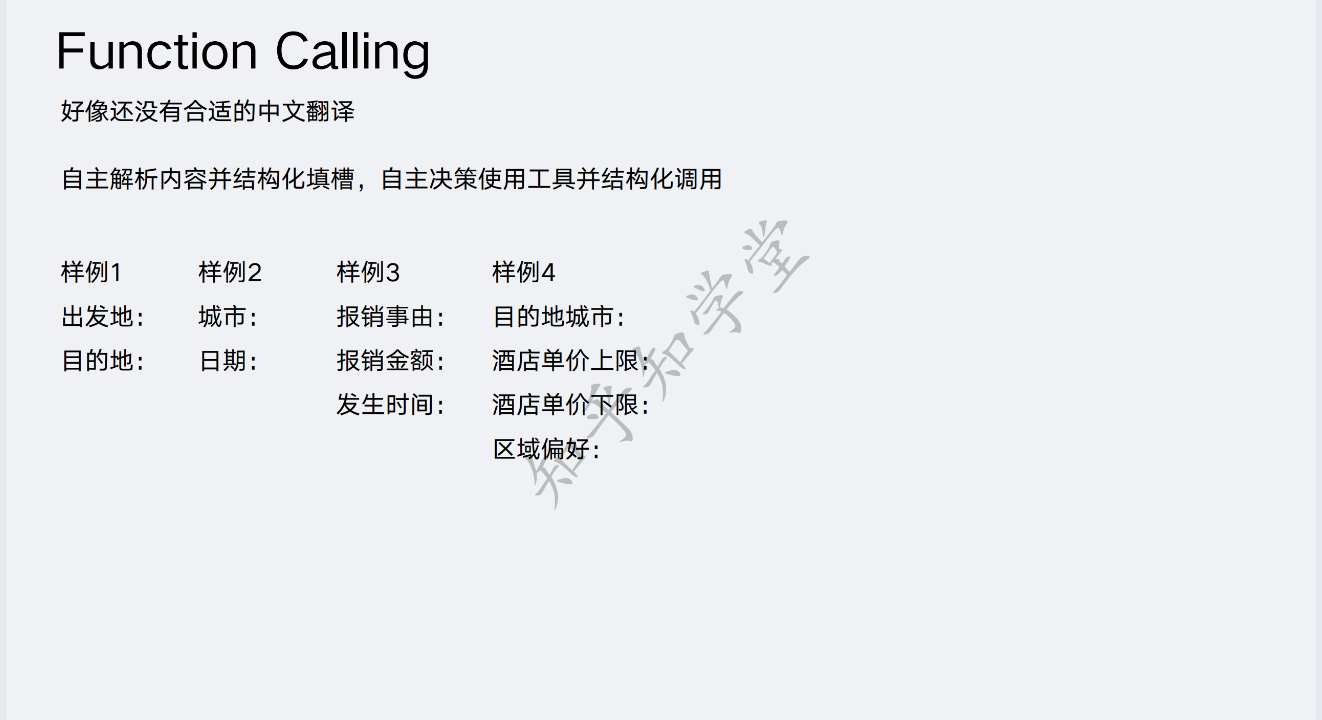 Function Calling
好像还没有合适的中文翻译
自主解析内容并结构化填槽，自主决策使用工具并结构化调用
样例1 样例2 样例3 样例4
出发地： 城市： 报销事由： 目的地城市：
目的地： 日期： 报销金额： 酒店单价上限：
发生时间： 酒店单价下限：
区域偏好：
知乎知学堂